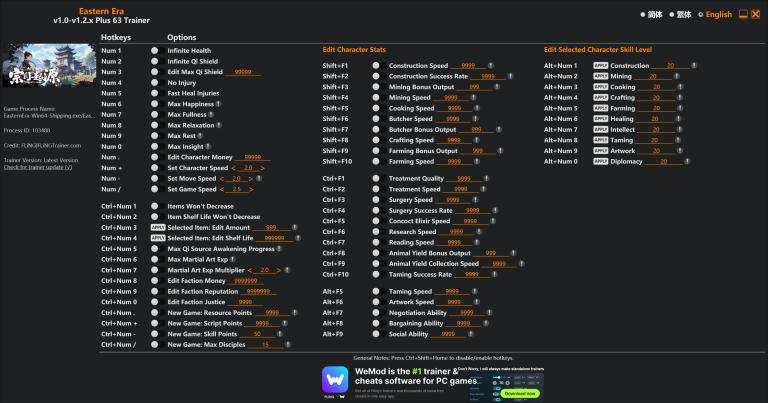 Eastern Era
v1.0-v1.2.x Plus 63 Trainer
简体 繁体 English
Hotkeys Options
Num 1 Infinite Health
Num 2 Infinite Qi Shield
Num 3 Edit Max Qi Shield 99999
Num 4 No Injury
Num 5 Fast Heal Injuries
Num 6 Max Happiness !
Num 7 Max Fullness !
Num 8 Max Relaxation !
Num 9 Max Rest !
Num 0 Max Insight !
Num . Edit Character Money 99999
Num + Set Character Speed < 2.0 >
Num - Set Move Speed < 2.0 > !
Num / Set Game Speed < 2.5 >
Ctrl+Num 1 Items Won't Decrease
Ctrl+Num 2 Item Shelf Life Won't Decrease
Ctrl+Num 3 APPLY Selected Item: Edit Amount 999 !
Ctrl+Num 4 APPLY Selected Item: Edit Shelf Life 999999 !
Ctrl+Num 5 Max Qi Source Awakening Progress !
Ctrl+Num 6 Max Martial Art Exp !
Ctrl+Num 7 Martial Art Exp Multiplier < 2.0 > !
Ctrl+Num 8 Edit Faction Money 9999999
Ctrl+Num 9 Edit Faction Reputation 9999999
Ctrl+Num 0 Edit Faction Justice 9999
Ctrl+Num . New Game: Resource Points 9999 !
Ctrl+Num + New Game: Script Points 9999 !
Ctrl+Num - New Game: Skill Points 50 !
Ctrl+Num / New Game: Max Disciples 15 !
Edit Character Stats
Shift+F1 Construction Speed 9999 !
Shift+F2 Construction Success Rate 9999 !
Shift+F3 Mining Bonus Output 999 !
Shift+F4 Mining Speed 9999 !
Shift+F5 Cooking Speed 9999 !
Shift+F6 Butcher Speed 9999 !
Shift+F7 Butcher Bonus Output 999 !
Shift+F8 Crafting Speed 9999 !
Shift+F9 Farming Bonus Output 999 !
Shift+F10 Farming Speed 9999 !
Ctrl+F1 Treatment Quality 9999 !
Ctrl+F2 Treatment Speed 9999 !
Ctrl+F3 Surgery Speed 9999 !
Ctrl+F4 Surgery Success Rate 9999 !
Ctrl+F5 Concoct Elixir Speed 9999 !
Ctrl+F6 Research Speed 9999 !
Ctrl+F7 Reading Speed 9999 !
Ctrl+F8 Animal Yield Bonus Output 999 !
Ctrl+F9 Animal Yield Collection Speed 9999 !
Ctrl+F10 Taming Success Rate 9999 !
Alt+F5 Taming Speed 9999 !
Alt+F6 Artwork Speed 9999 !
Alt+F7 Negotiation Ability 9999 !
Alt+F8 Bargaining Ability 9999 !
Alt+F9 Social Ability 9999 !
Edit Selected Character Skill Level
Alt+Num 1 APPLY Construction 20 !
Alt+Num 2 APPLY Mining 20 !
Alt+Num 3 APPLY Cooking 20 !
Alt+Num 4 APPLY Crafting 20 !
Alt+Num 5 APPLY Farming 20 !
Alt+Num 6 APPLY Healing 20 !
Alt+Num 7 APPLY Intellect 20 !
Alt+Num 8 APPLY Taming 20 !
Alt+Num 9 APPLY Artwork 20 !
Alt+Num 0 APPLY Diplomacy 20 !
Game Process Name:
EasternEra-Win64-Shipping.exe/Eas...
Process ID: 103488
Credit: FLiNG|FLiNGTrainer.com
Trainer Version: Latest Version
Check for trainer update (√)
General Notes: Press Ctrl+Shift+Home to disable/enable hotkeys.
WeMod is the #1 trainer &
cheats software for PC games
Don't Worry, I will always make standalone trainers
Download now